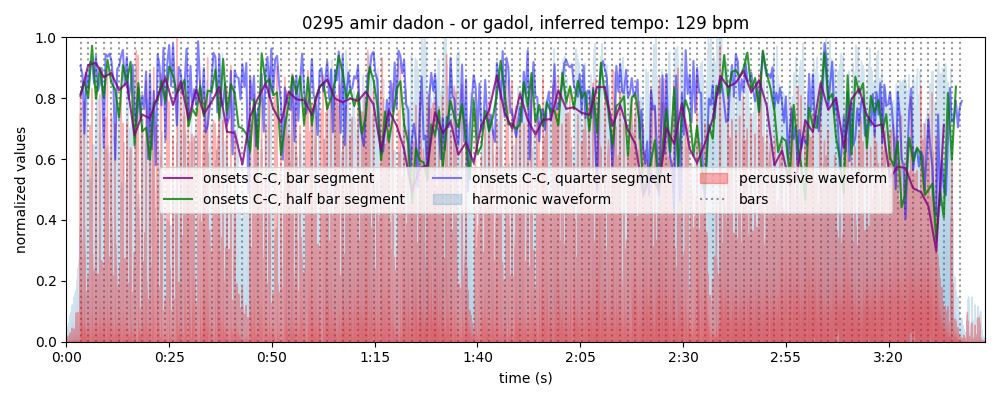 0295 amir dadon - or gadol, inferred tempo: 129 bpm
normalized values
1.0
0.8
0.6
0.4
0.2
0.0
onsets C-C, bar segment
onsets C-C, half bar segment
onsets C-C, quarter segment
harmonic waveform
percussive waveform
bars
0:00 0:25 0:50 1:15 1:40 2:05 2:30 2:55 3:20
time (s)